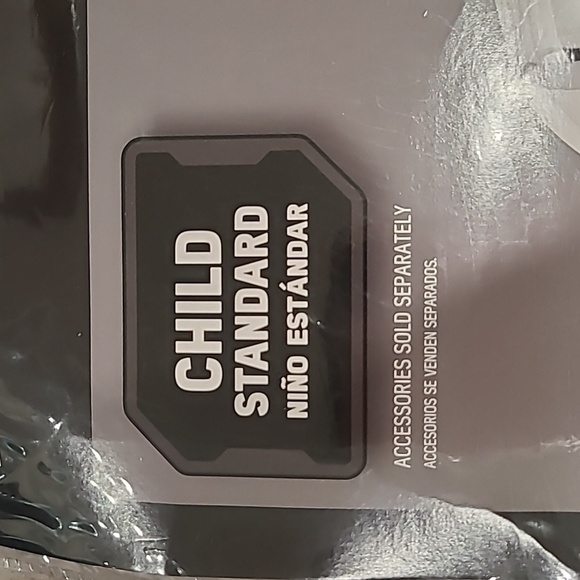 CHILD
STANDARD
NIÑO ESTÁNDAR
ACCESSORIES SOLD SEPARATELY
ACCESORIOS SE VENDEN SEPARADOS.